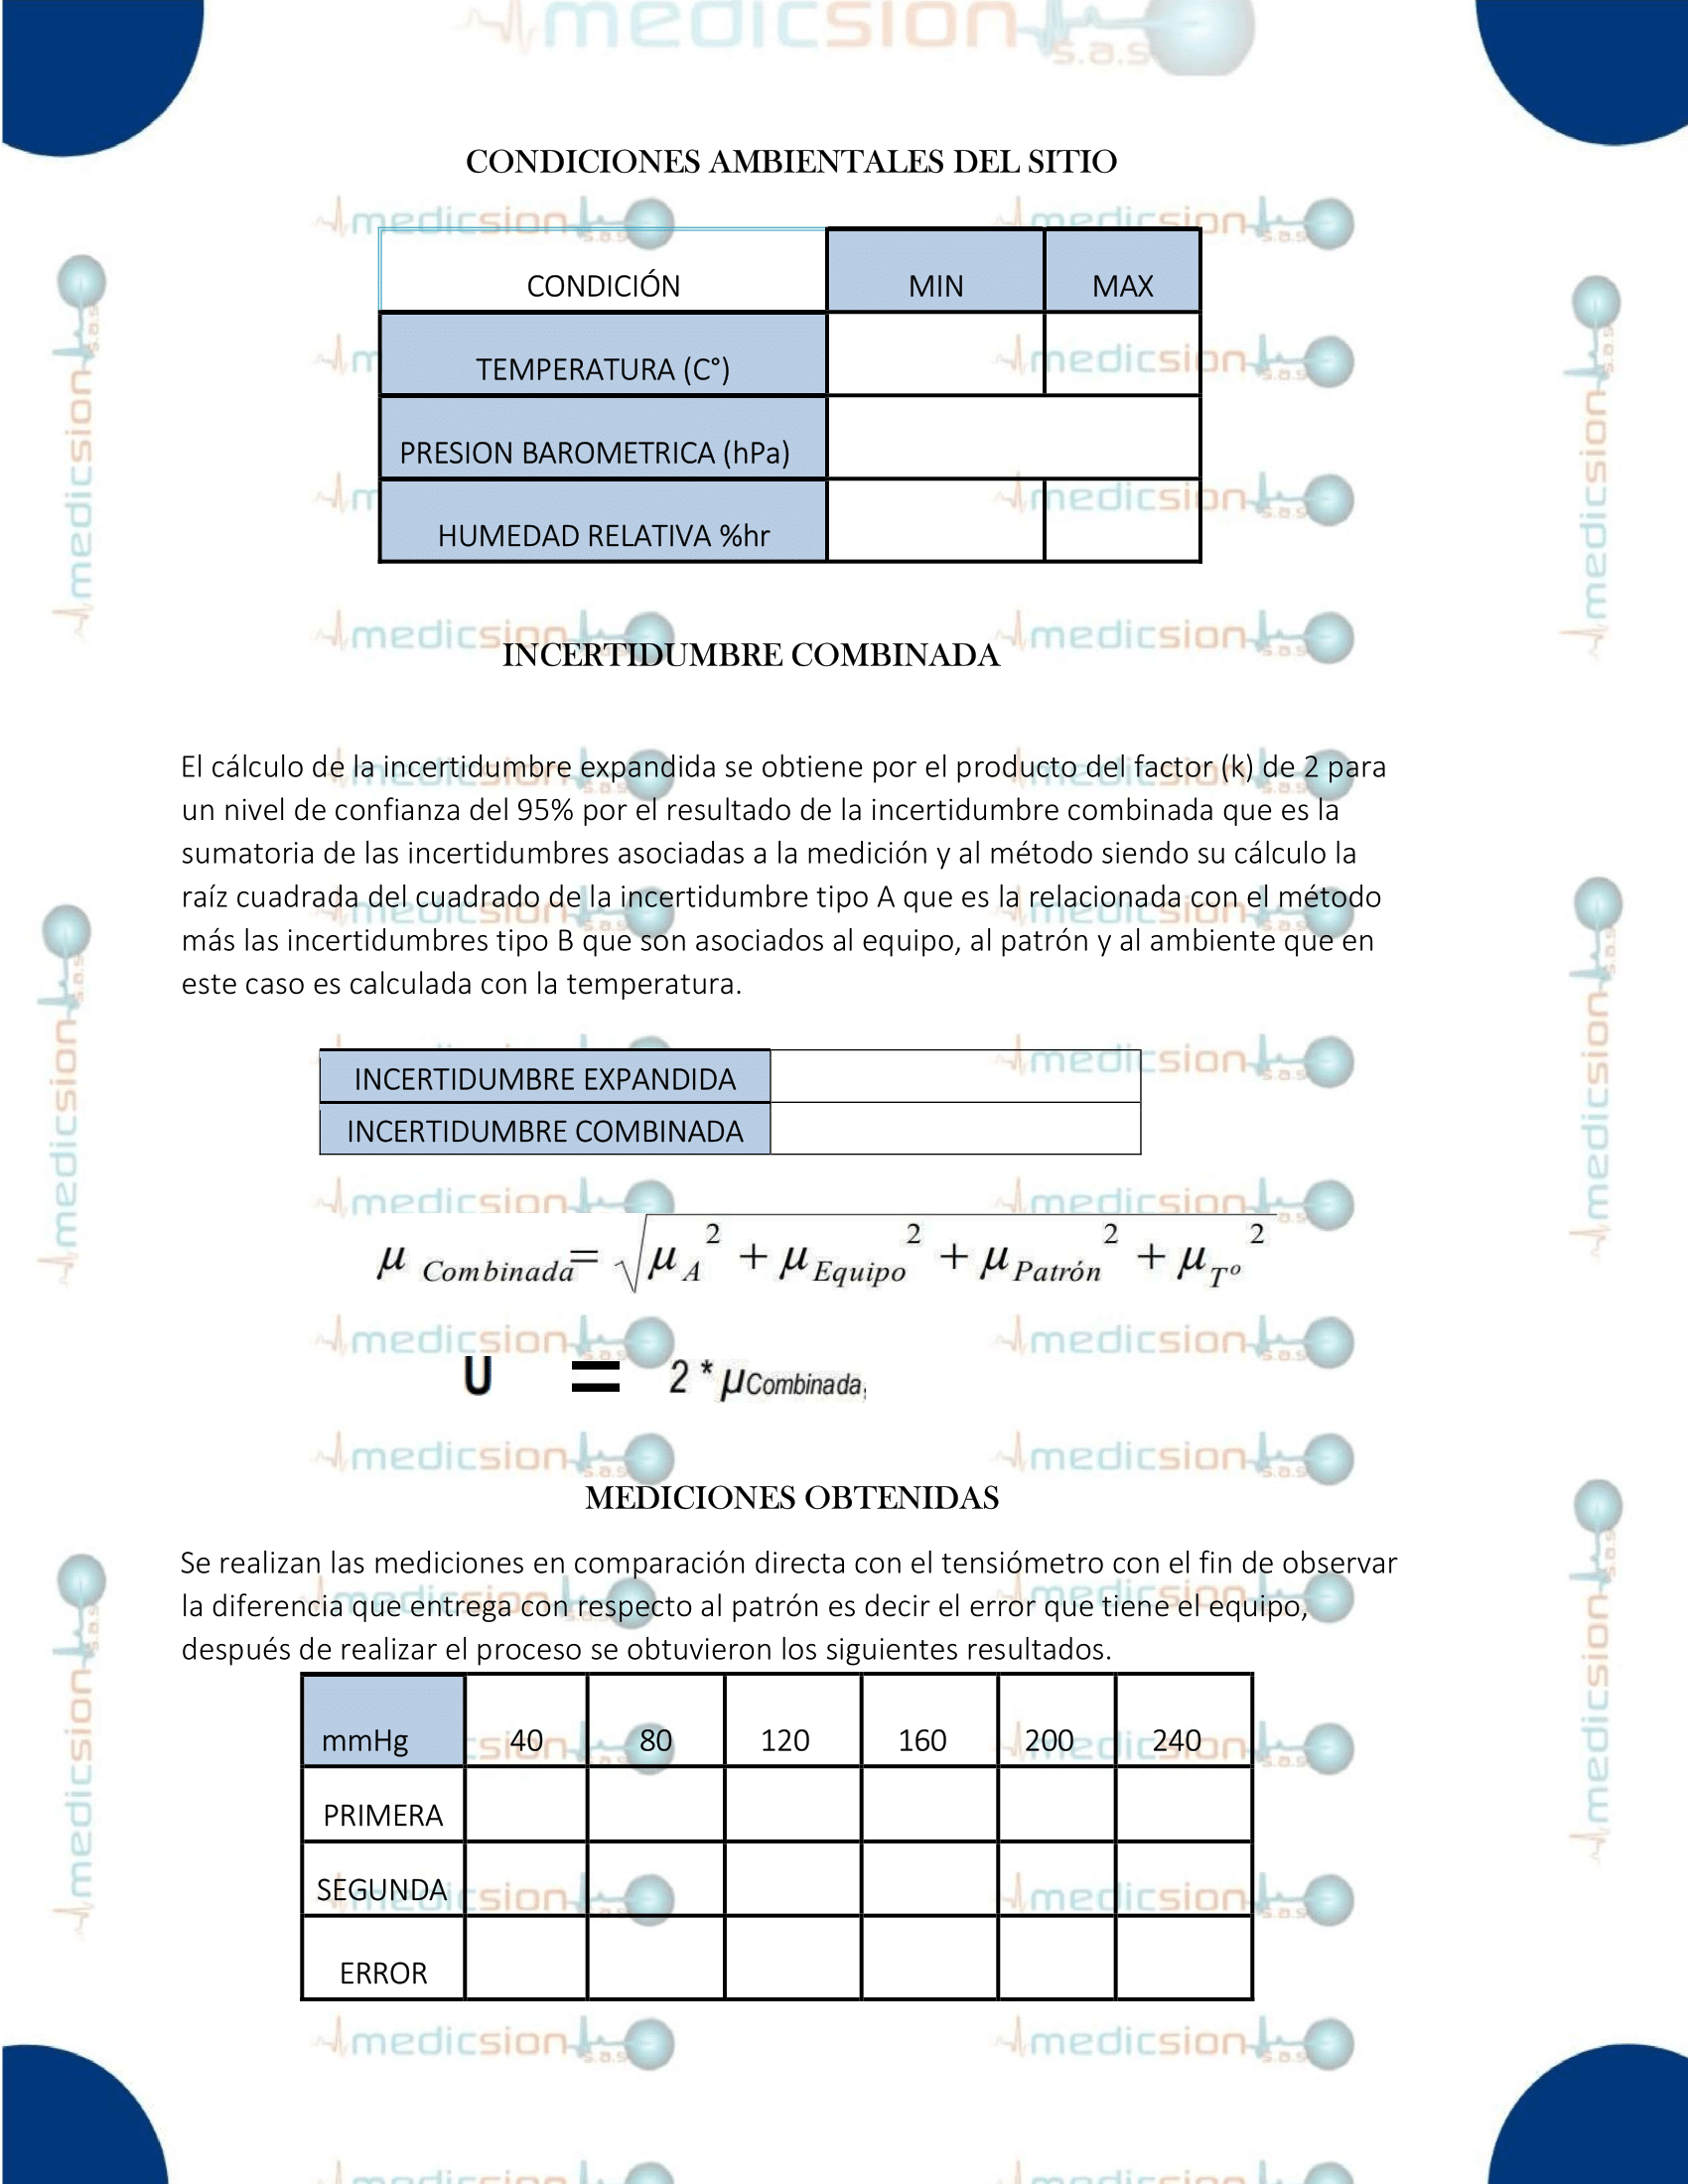 medicsion s.a.s
CONDICIONES AMBIENTALES DEL SITIO
CONDICIÓN MIN MAX
TEMPERATURA (C°)
PRESION BAROMETRICA (hPa)
HUMEDAD RELATIVA %hr
INCERTIDUMBRE COMBINADA
El cálculo de la incertidumbre expandida se obtiene por el producto del factor (k) de 2 para
un nivel de confianza del 95% por el resultado de la incertidumbre combinada que es la
sumatoria de las incertidumbres asociadas a la medición y al método siendo su cálculo la
raíz cuadrada del cuadrado de la incertidumbre tipo A que es la relacionada con el método
más las incertidumbres tipo B que son asociados al equipo, al patrón y al ambiente que en
este caso es calculada con la temperatura.
INCERTIDUMBRE EXPANDIDA
INCERTIDUMBRE COMBINADA
μ Combinada = √ μ A ² + μ Equipo ² + μ Patrón ² + μ Tº ²
U = 2 * μCombinada,
MEDICIONES OBTENIDAS
Se realizan las mediciones en comparación directa con el tensiómetro con el fin de observar
la diferencia que entrega con respecto al patrón es decir el error que tiene el equipo,
después de realizar el proceso se obtuvieron los siguientes resultados.
mmHg 40 80 120 160 200 240
PRIMERA
SEGUNDA
ERROR